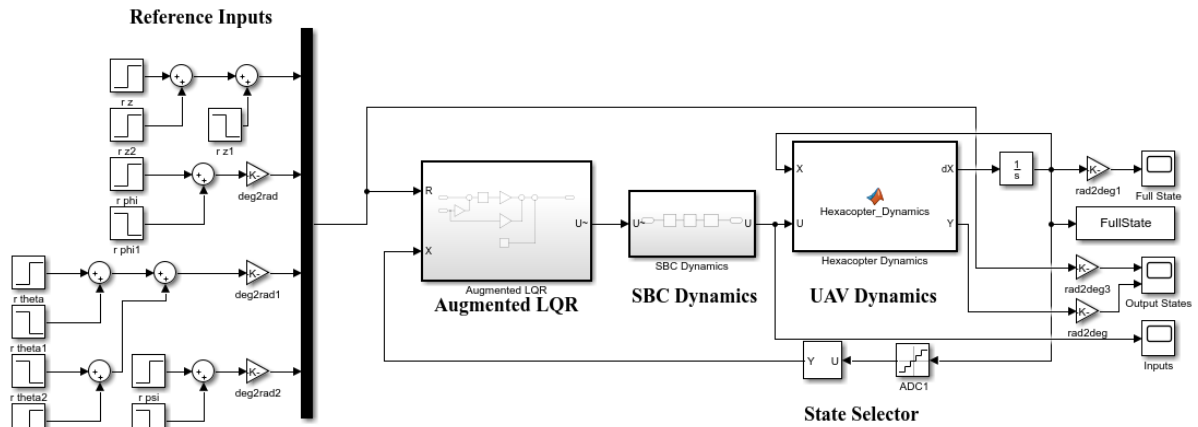 Reference Inputs
r z
r z2
r z1
r phi
K-
deg2rad
r phi1
r theta
K-
deg2rad1
r theta1
r theta2
r psi
K-
deg2rad2
R
X
U~
Augmented LQR
Augmented LQR
U~
U
SBC Dynamics
SBC Dynamics
X
U
dX
Y
Hexacopter_Dynamics
Hexacopter Dynamics
UAV Dynamics
1
s
K-
rad2deg1
Full State
FullState
K-
rad2deg3
K-
rad2deg
Output States
Inputs
Y
U
ADC1
State Selector